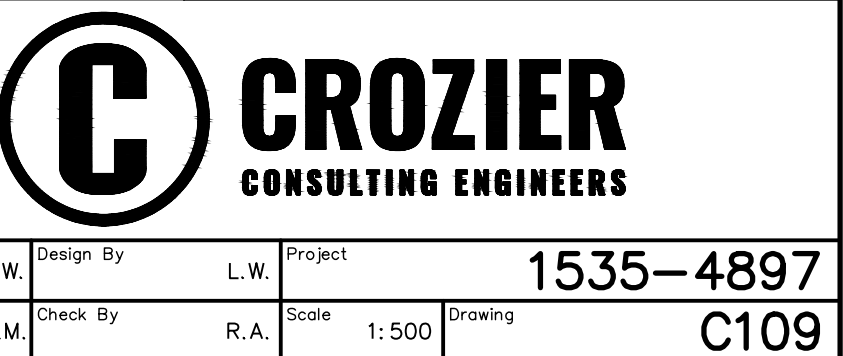 C CROZIER
CONSULTING ENGINEERS
W. Design By L.W. Project 1535-4897
.M. Check By R.A. Scale 1:500 Drawing C109